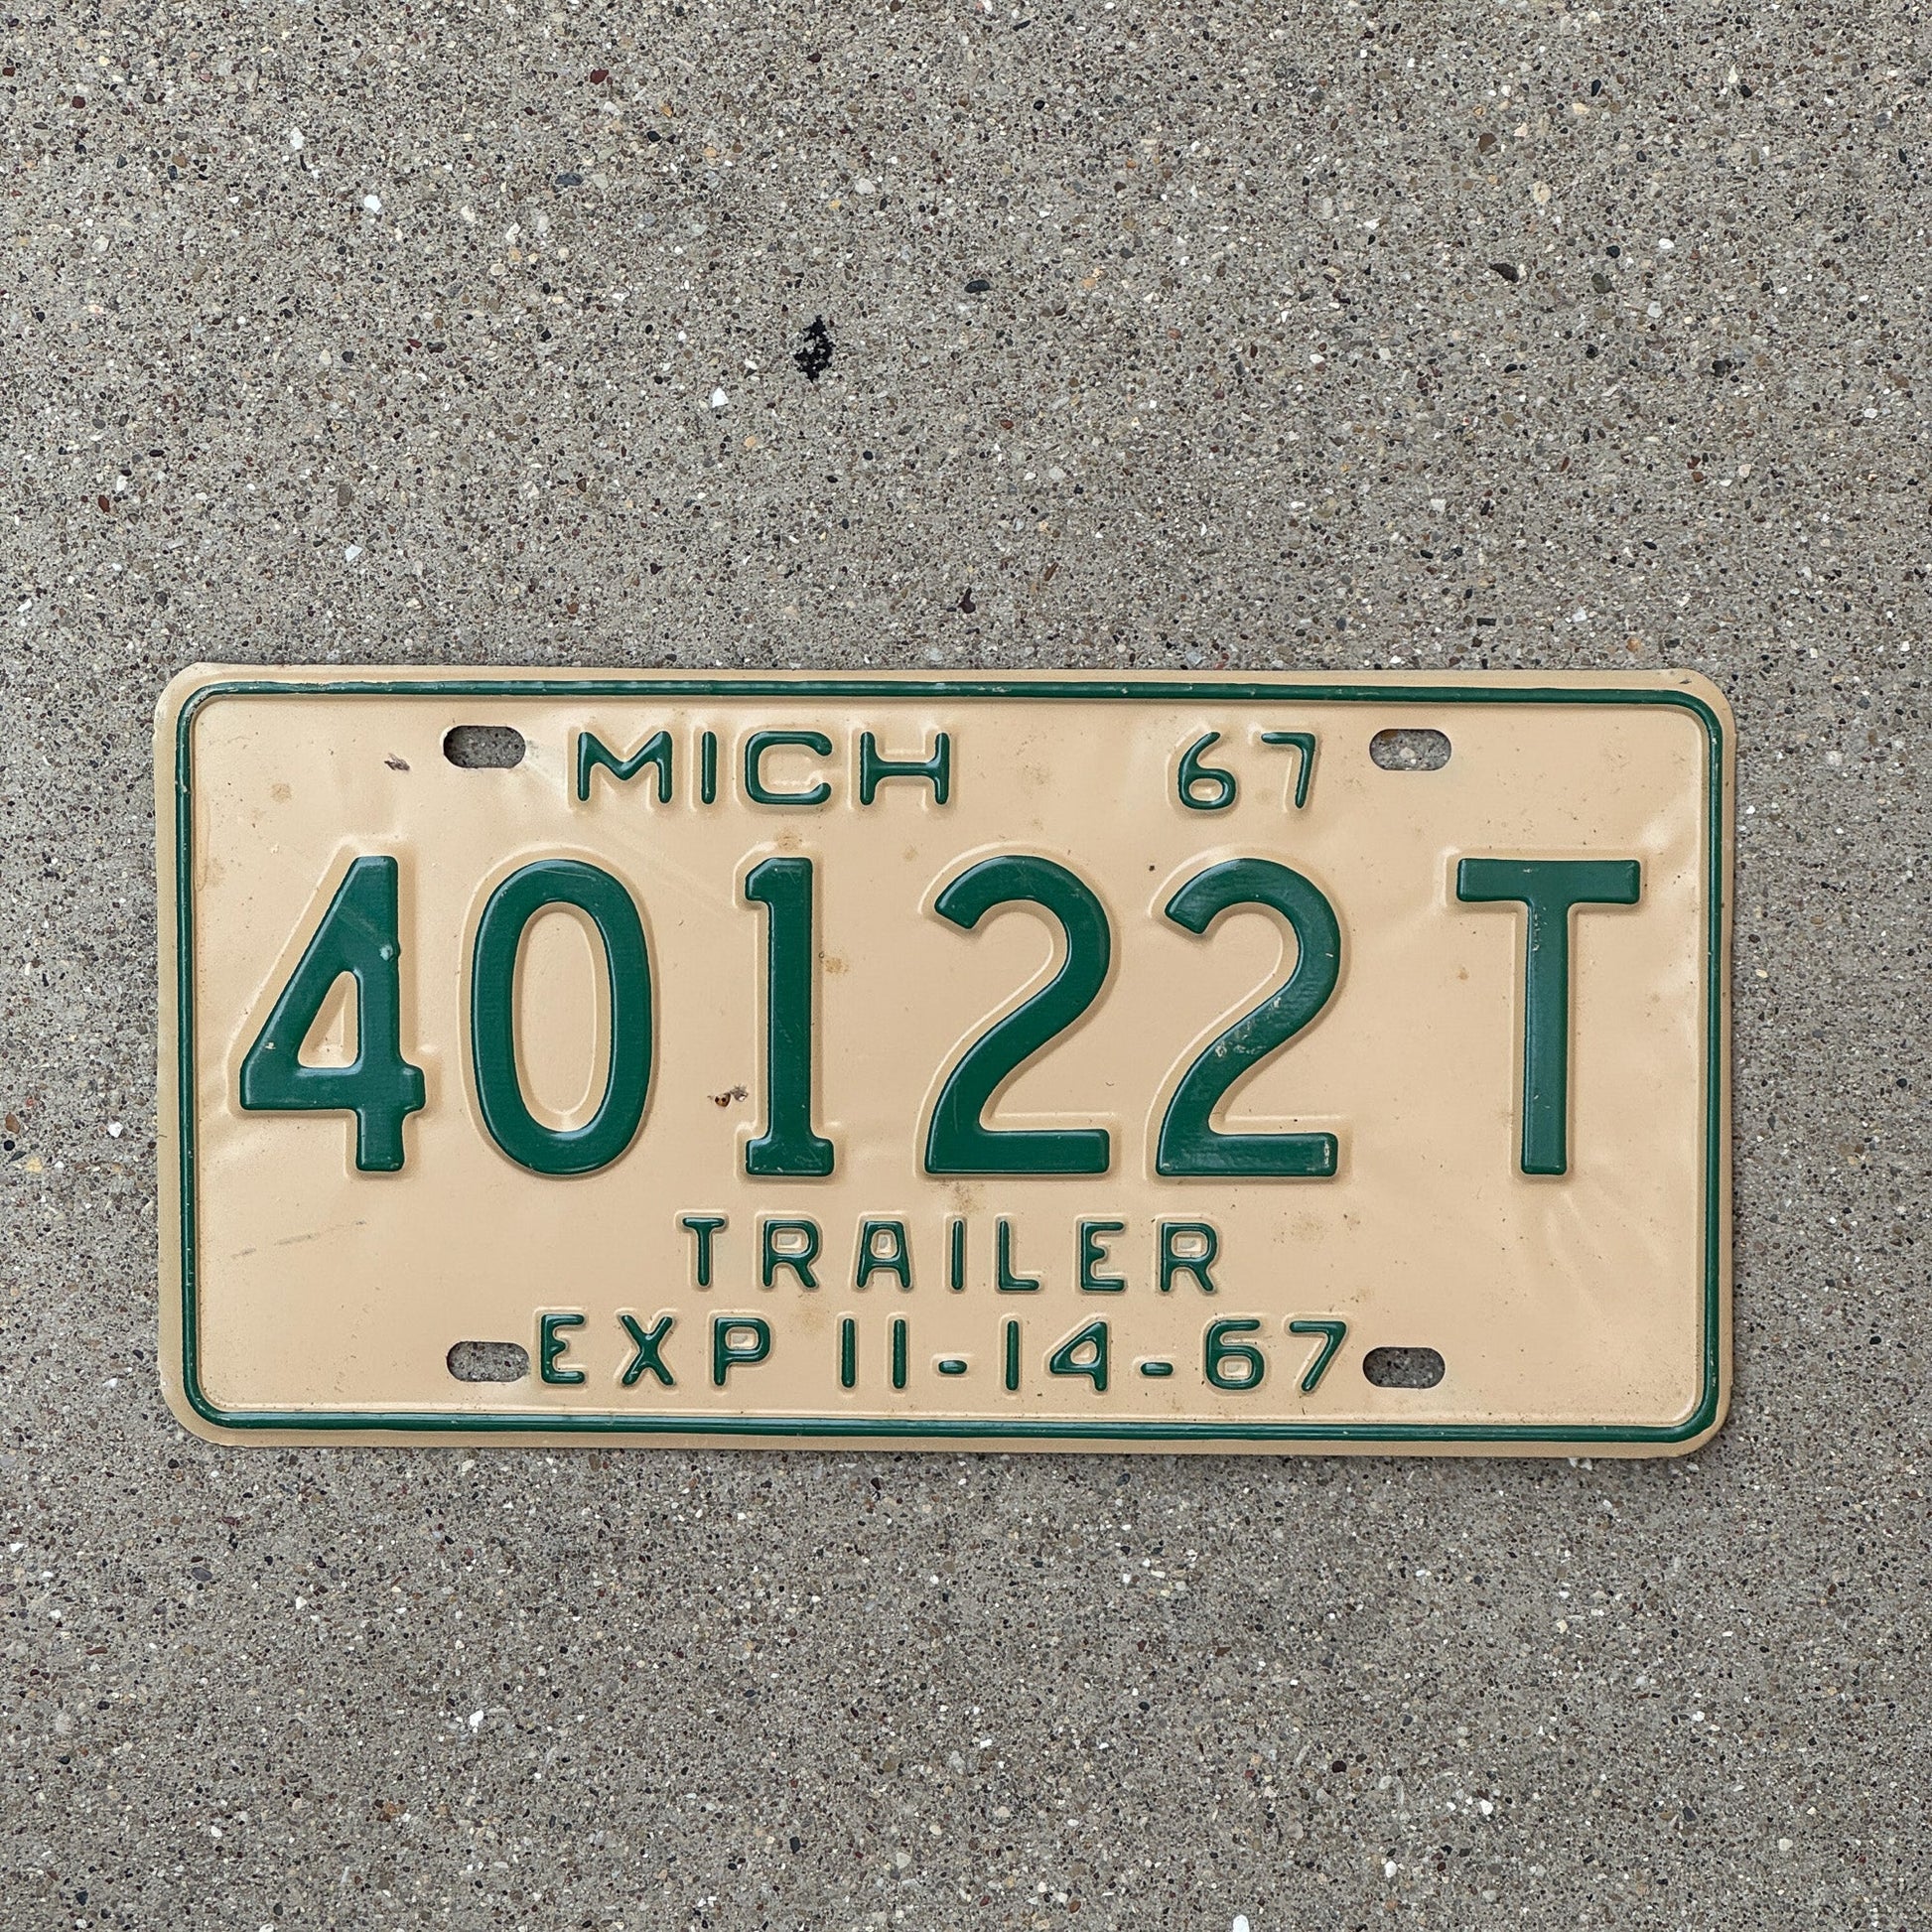 MICH 67
40122 T
TRAILER
EXP 11-14-67